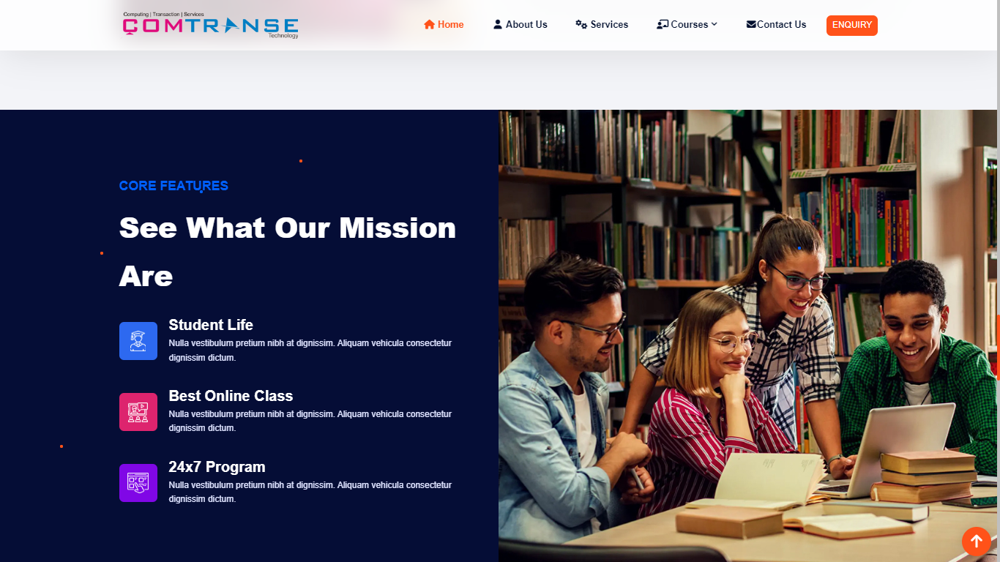 Computing | Transaction | Services
COMTRANSE
Technology
Home
About Us
Services
Courses
Contact Us
ENQUIRY
CORE FEATURES
See What Our Mission
Are
Student Life
Nulla vestibulum pretium nibh at dignissim. Aliquam vehicula consectetur
dignissim dictum.
Best Online Class
Nulla vestibulum pretium nibh at dignissim. Aliquam vehicula consectetur
dignissim dictum.
24x7 Program
Nulla vestibulum pretium nibh at dignissim. Aliquam vehicula consectetur
dignissim dictum.
HU
HU